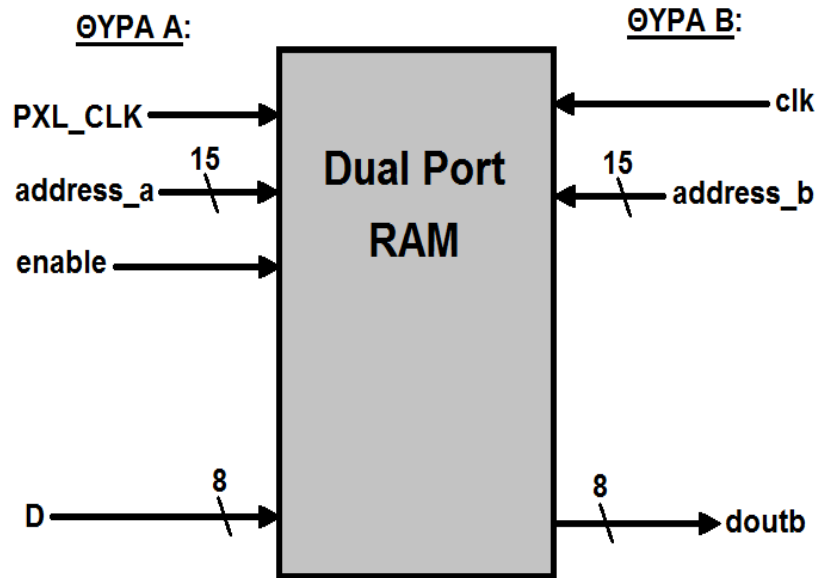 ΘΥΡΑ Α:
ΘΥΡΑ Β:
PXL_CLK
clk
15
address_a
15
address_b
enable
Dual Port
RAM
8
D
8
doutb